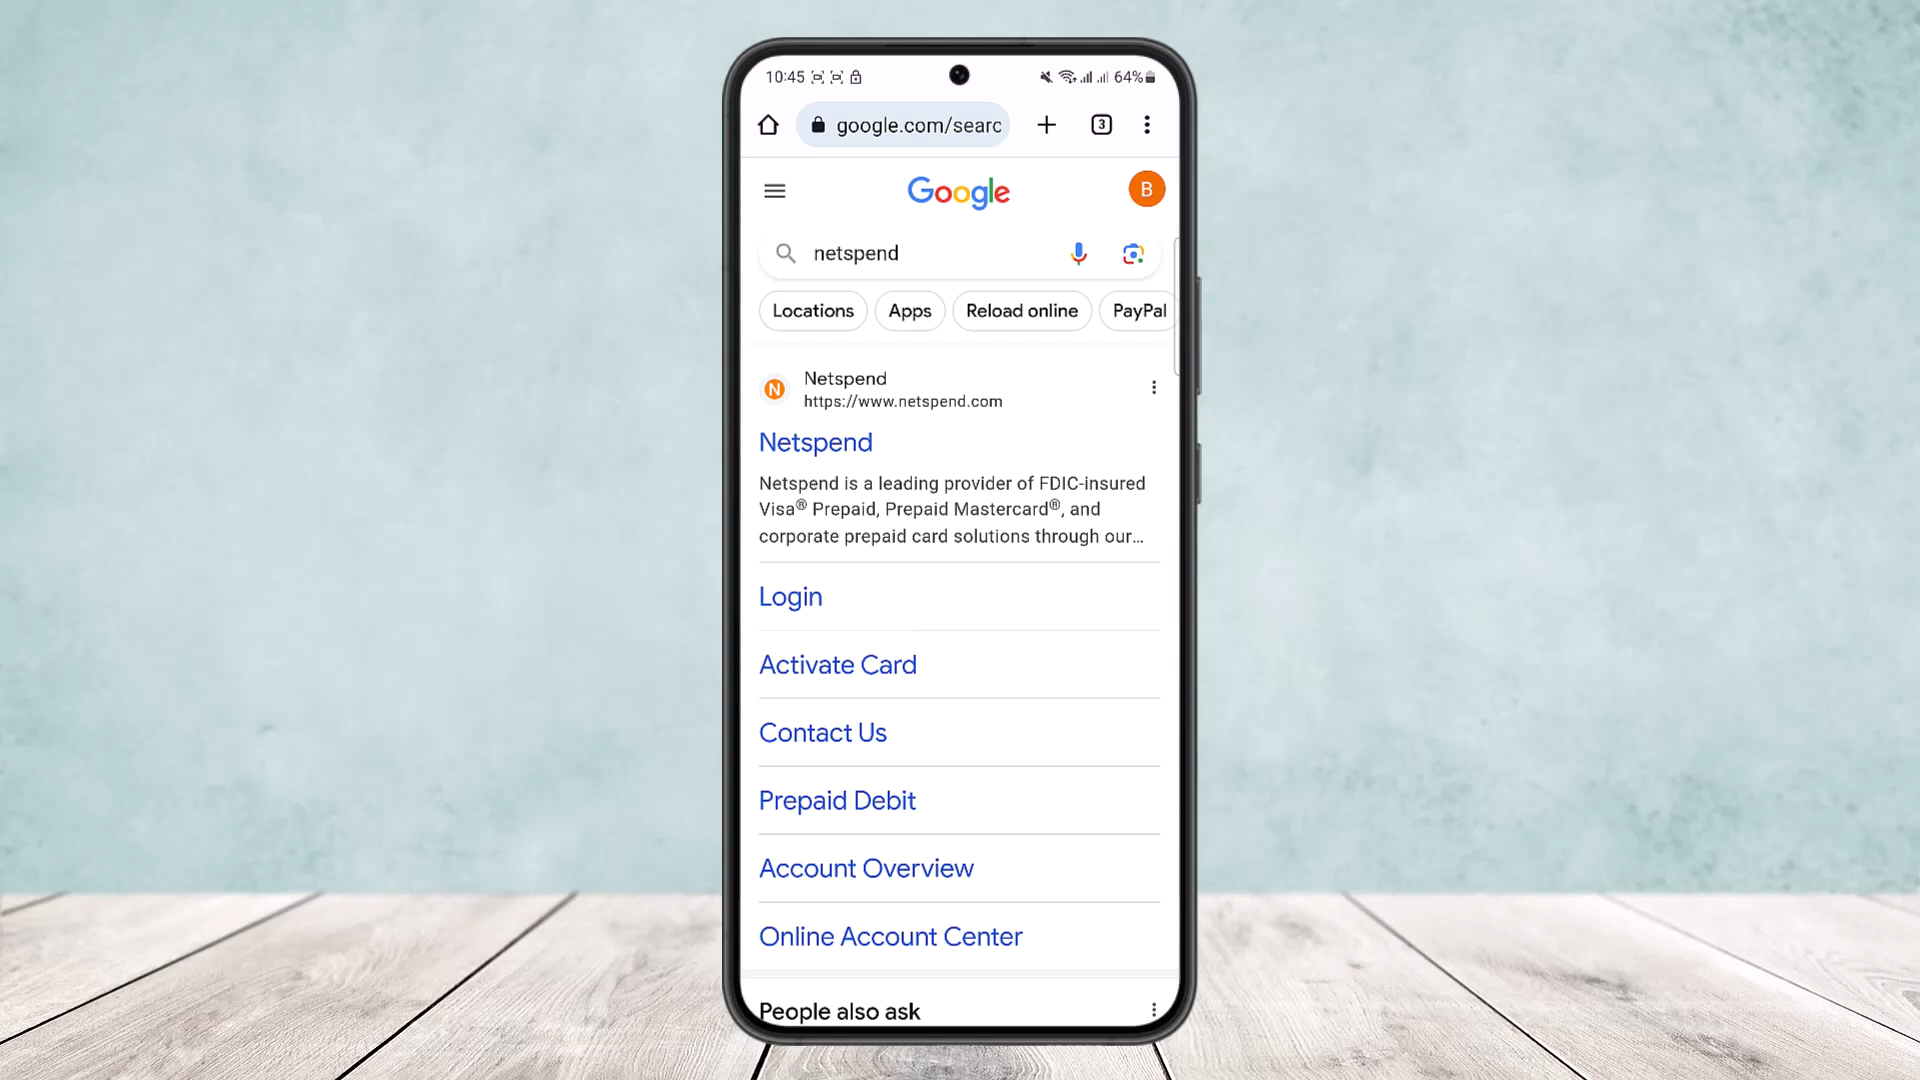 10:45 64%
google.com/searc 3
Google B
netspend
Locations Apps Reload online PayPal
N Netspend
https://www.netspend.com
Netspend
Netspend is a leading provider of FDIC-insured
Visa® Prepaid, Prepaid Mastercard®, and
corporate prepaid card solutions through our...
Login
Activate Card
Contact Us
Prepaid Debit
Account Overview
Online Account Center
People also ask